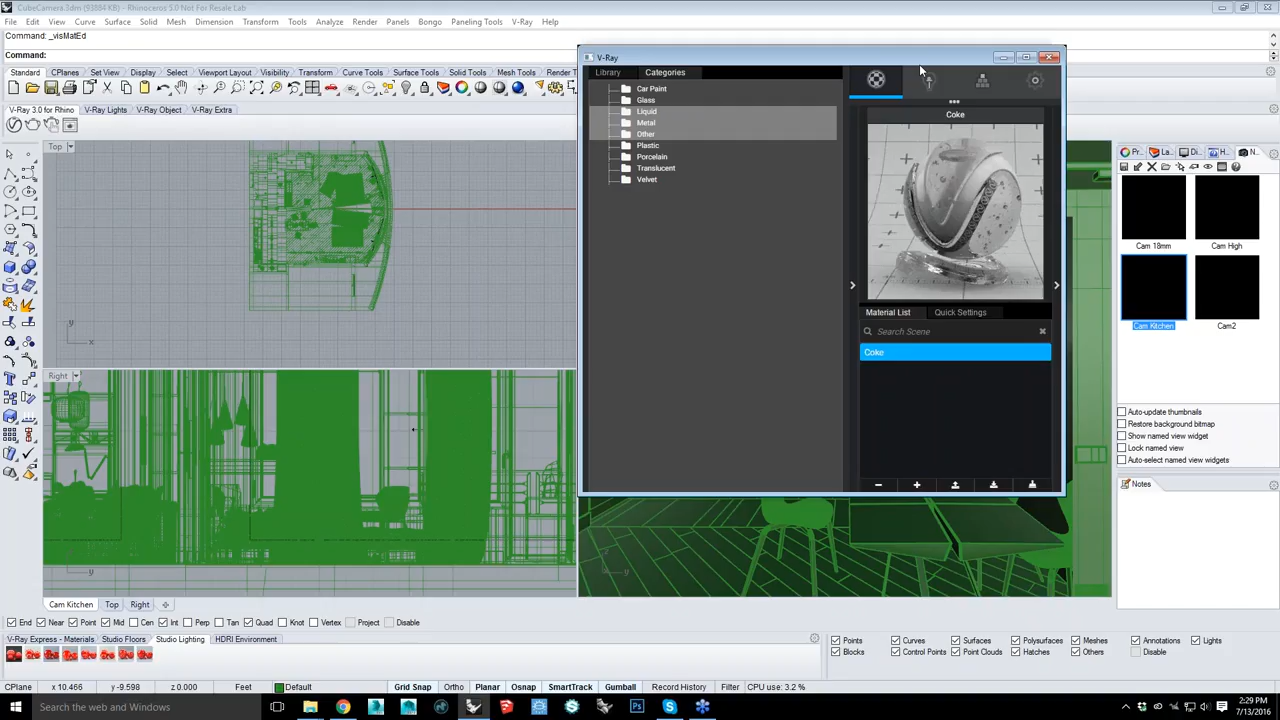 CubeCamera.3dm (93884 KB) - Rhinoceros 5.0 Not For Resale Lab
File Edit View Curve Surface Solid Mesh Dimension Transform Tools Analyze Render Panels Bongo Paneling Tools V-Ray Help
Command: _visMatEd
Command:
Standard CPlanes Set View Display Select Viewport Layout Visibility Transform Curve Tools Surface Tools Solid Tools Mesh Tools Render T
V-Ray 3.0 for Rhino V-Ray Lights V-Ray Object V-Ray Extra
Top
y
x
Right
y
Cam Kitchen Top Right
V-Ray
Library Categories
Car Paint
Glass
Liquid
Metal
Other
Plastic
Porcelain
Translucent
Velvet
Coke
Material List Quick Settings
Search Scene
Coke
y
Pr... La... Di... H... N...
Cam 18mm Cam High
Cam Kitchen Cam2
Auto-update thumbnails
Restore background bitmap
Show named view widget
Lock named view
Auto-select named view widgets
Notes
End Near Point Mid Cen Int Perp Tan Quad Knot Vertex Project Disable
V-Ray Express - Materials Studio Floors Studio Lighting HDRI Environment
Points Curves Surfaces Polysurfaces Meshes Annotations Lights
Blocks Control Points Point Clouds Hatches Others Disable
CPlane x 10.466 y -9.598 z 0.000 Feet Default Grid Snap Ortho Planar Osnap SmartTrack Gumball Record History Filter CPU use: 3.2 %
Search the web and Windows
2:29 PM
7/13/2016